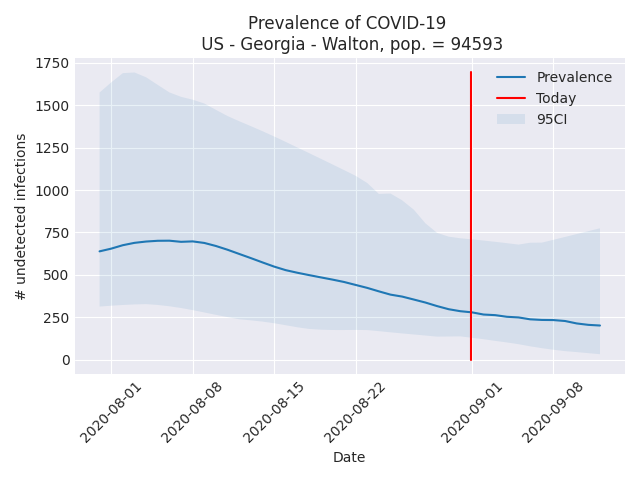 Prevalence of COVID-19
US - Georgia - Walton, pop. = 94593
1750
1500
1250
1000
750
500
250
0
# undetected infections
Prevalence
Today
95CI
2020-08-01
2020-08-08
2020-08-15
2020-08-22
2020-09-01
2020-09-08
Date